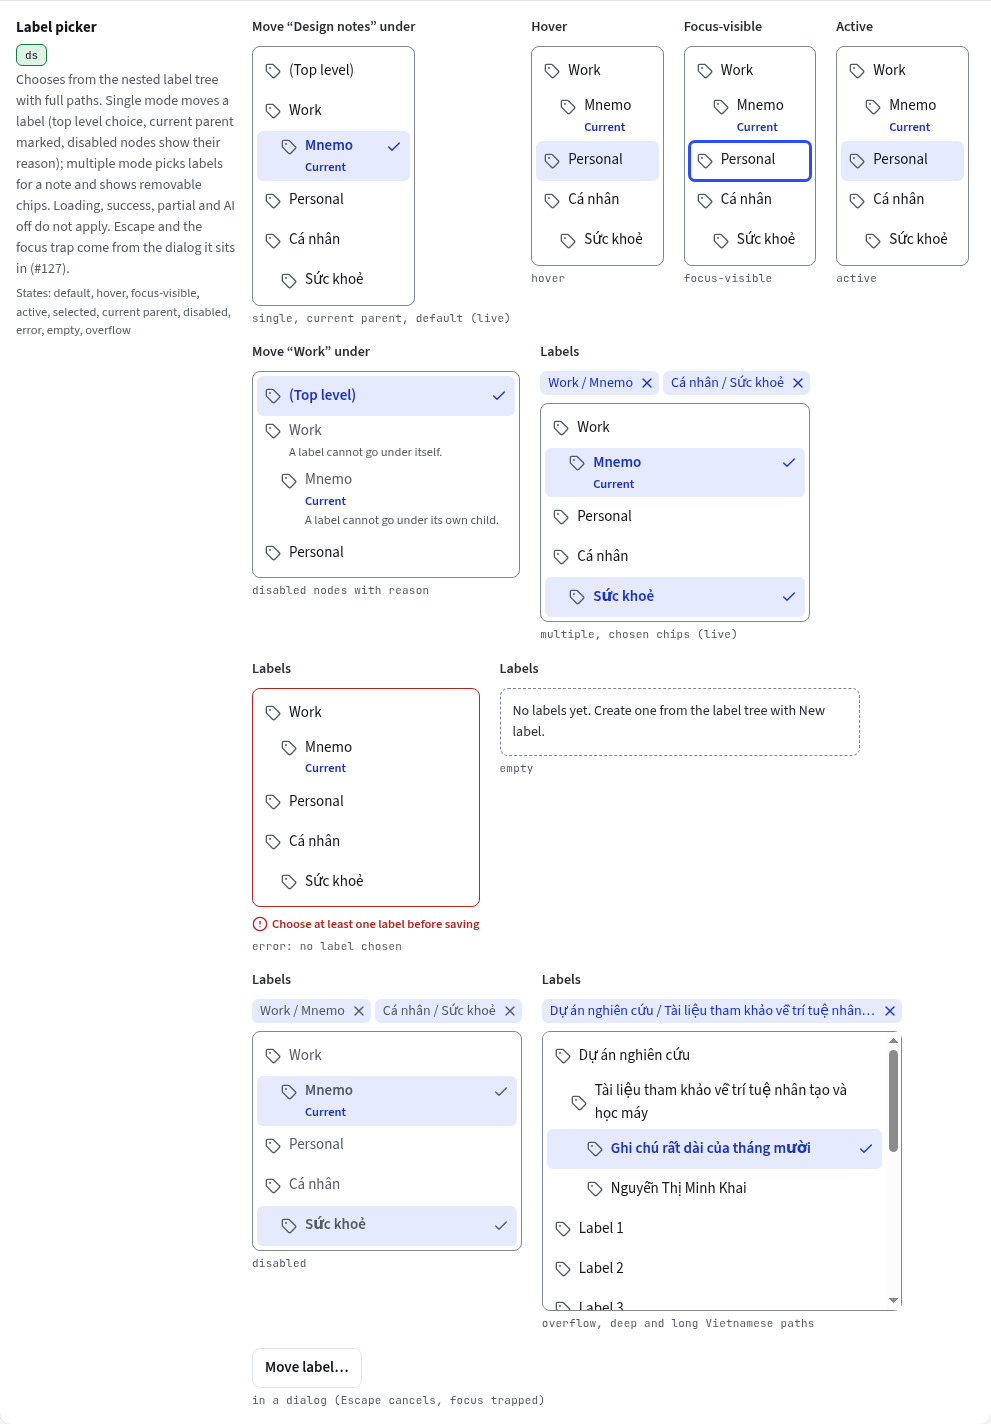 Label picker
ds
Chooses from the nested label tree
with full paths. Single mode moves a
label (top level choice, current parent
marked, disabled nodes show their
reason); multiple mode picks labels
for a note and shows removable
chips. Loading, success, partial and AI
off do not apply. Escape and the
focus trap come from the dialog it sits
in (#127).
States: default, hover, focus-visible,
active, selected, current parent, disabled,
error, empty, overflow
Move “Design notes” under
(Top level)
Work
Mnemo
Current
Personal
Cá nhân
Sức khoẻ
single, current parent, default (live)
Hover
Work
Mnemo
Current
Personal
Cá nhân
Sức khoẻ
hover
Focus-visible
Work
Mnemo
Current
Personal
Cá nhân
Sức khoẻ
focus-visible
Active
Work
Mnemo
Current
Personal
Cá nhân
Sức khoẻ
active
Move “Work” under
(Top level)
Work
A label cannot go under itself.
Mnemo
Current
A label cannot go under its own child.
Personal
disabled nodes with reason
Labels
Work / Mnemo
Cá nhân / Sức khoẻ
Work
Mnemo
Current
Personal
Cá nhân
Sức khoẻ
multiple, chosen chips (live)
Labels
Work
Mnemo
Current
Personal
Cá nhân
Sức khoẻ
Choose at least one label before saving
error: no label chosen
Labels
No labels yet. Create one from the label tree with New
label.
empty
Labels
Work / Mnemo
Cá nhân / Sức khoẻ
Work
Mnemo
Current
Personal
Cá nhân
Sức khoẻ
disabled
Labels
Dự án nghiên cứu / Tài liệu tham khảo về trí tuệ nhân…
Dự án nghiên cứu
Tài liệu tham khảo về trí tuệ nhân tạo và
học máy
Ghi chú rất dài của tháng mười
Nguyễn Thị Minh Khai
Label 1
Label 2
Label 3
overflow, deep and long Vietnamese paths
Move label…
in a dialog (Escape cancels, focus trapped)